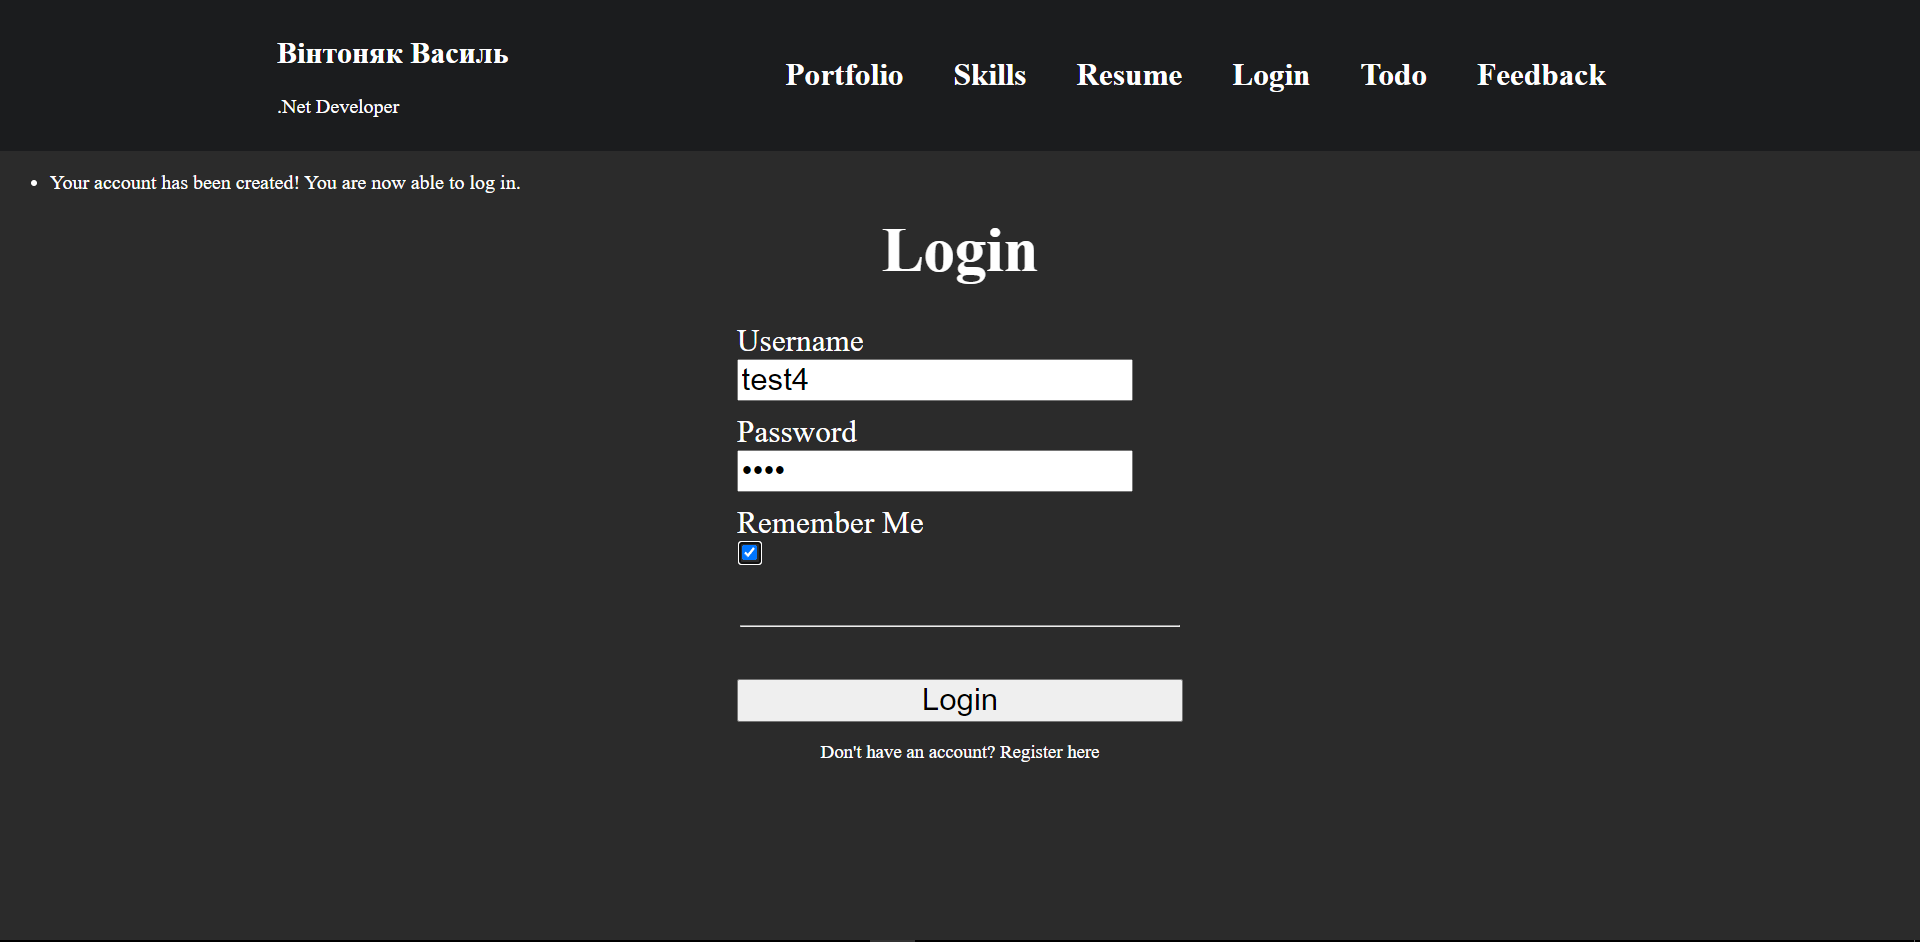 Вінтоняк Василь
.Net Developer
Portfolio Skills Resume Login Todo Feedback
Your account has been created! You are now able to log in.
Login
Username
test4
Password
••••
Remember Me
Login
Don't have an account? Register here